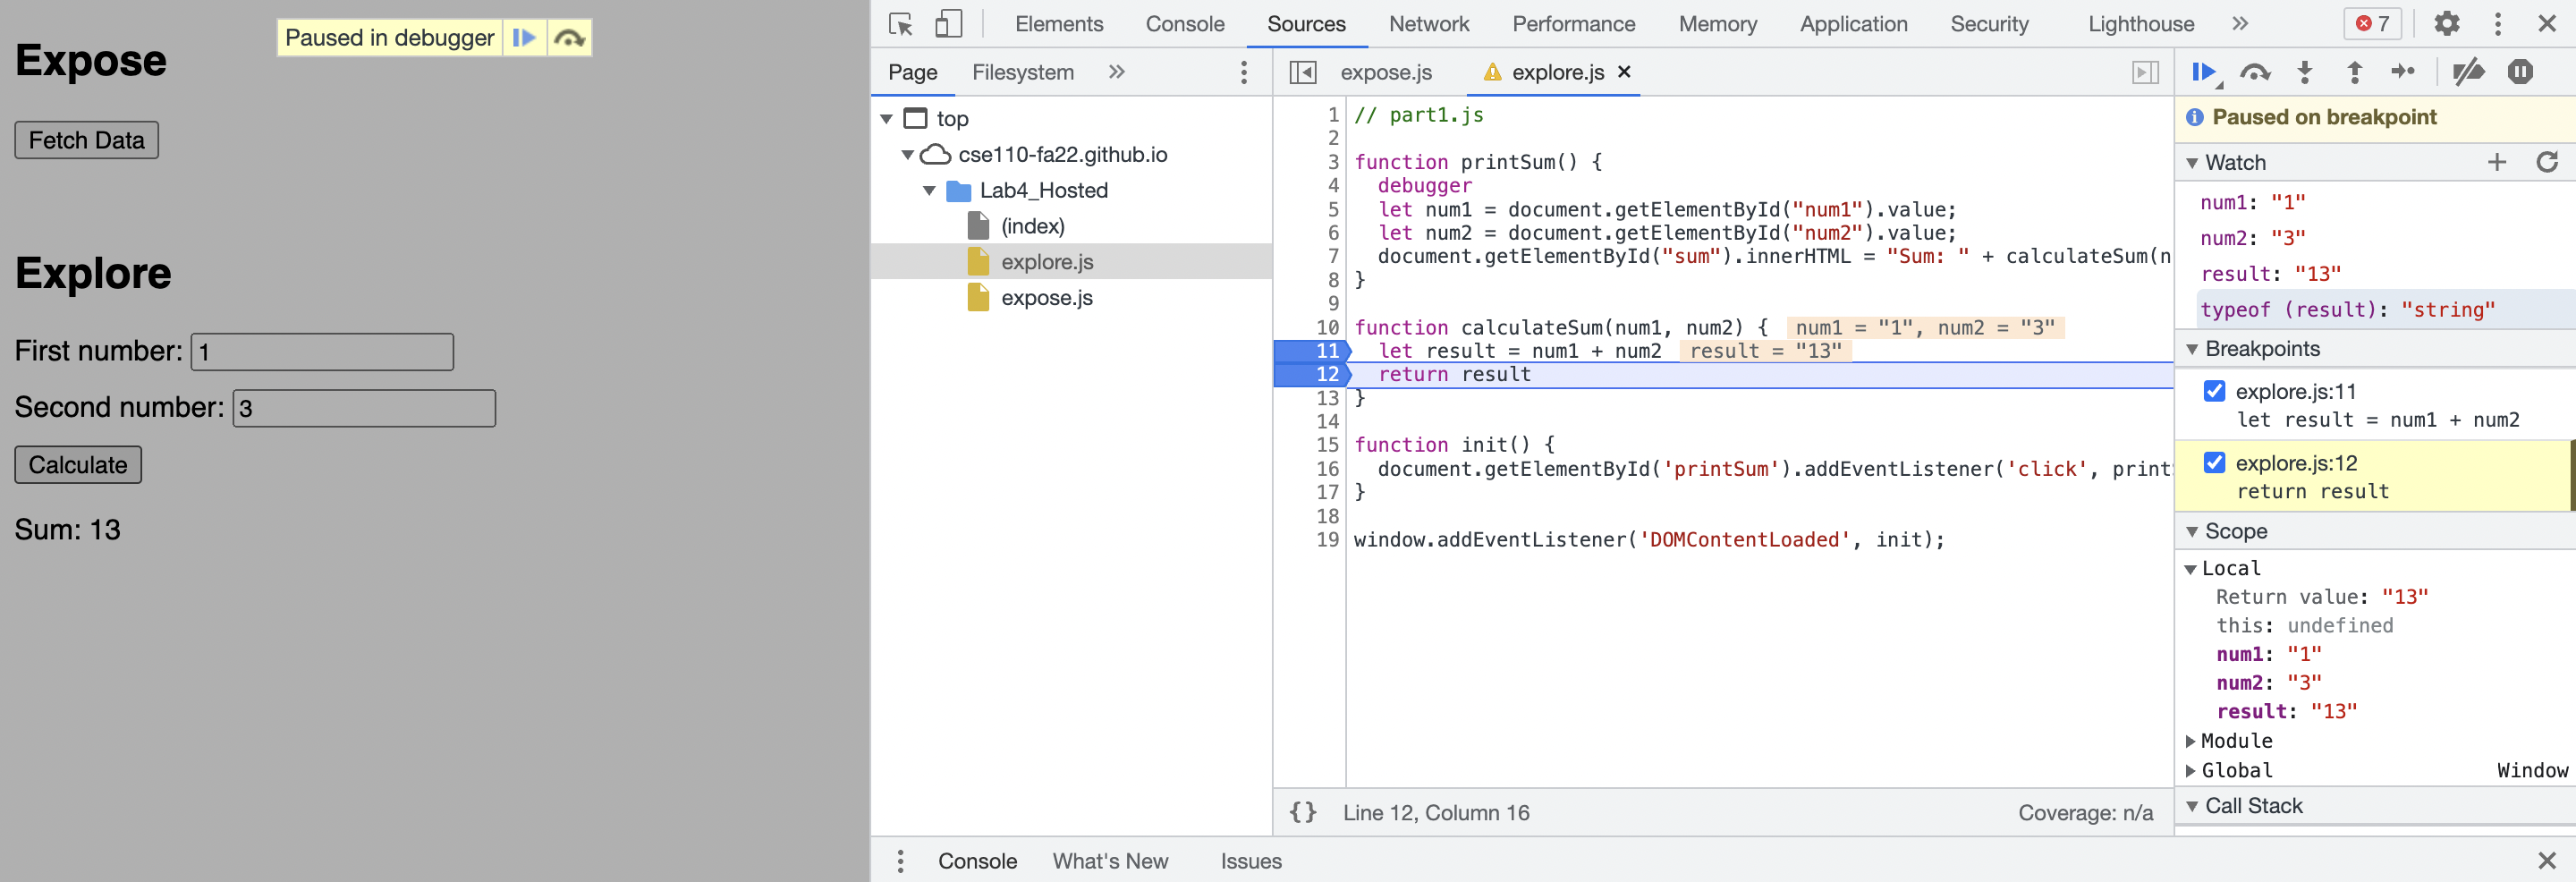 Expose
Paused in debugger
Fetch Data
Explore
First number: 1
Second number: 3
Calculate
Sum: 13
Elements Console Sources Network Performance Memory Application Security Lighthouse 7
Page Filesystem
top
cse110-fa22.github.io
Lab4_Hosted
(index)
explore.js
expose.js
expose.js explore.js
1 // part1.js
2
3 function printSum() {
4 debugger
5 let num1 = document.getElementById("num1").value;
6 let num2 = document.getElementById("num2").value;
7 document.getElementById("sum").innerHTML = "Sum: " + calculateSum(n
8 }
9
10 function calculateSum(num1, num2) { num1 = "1", num2 = "3"
11 let result = num1 + num2 result = "13"
12 return result
13 }
14
15 function init() {
16 document.getElementById('printSum').addEventListener('click', print
17 }
18
19 window.addEventListener('DOMContentLoaded', init);
{} Line 12, Column 16 Coverage: n/a
Paused on breakpoint
Watch
num1: "1"
num2: "3"
result: "13"
typeof (result): "string"
Breakpoints
explore.js:11
let result = num1 + num2
explore.js:12
return result
Scope
Local
Return value: "13"
this: undefined
num1: "1"
num2: "3"
result: "13"
Module
Global Window
Call Stack
Console What's New Issues